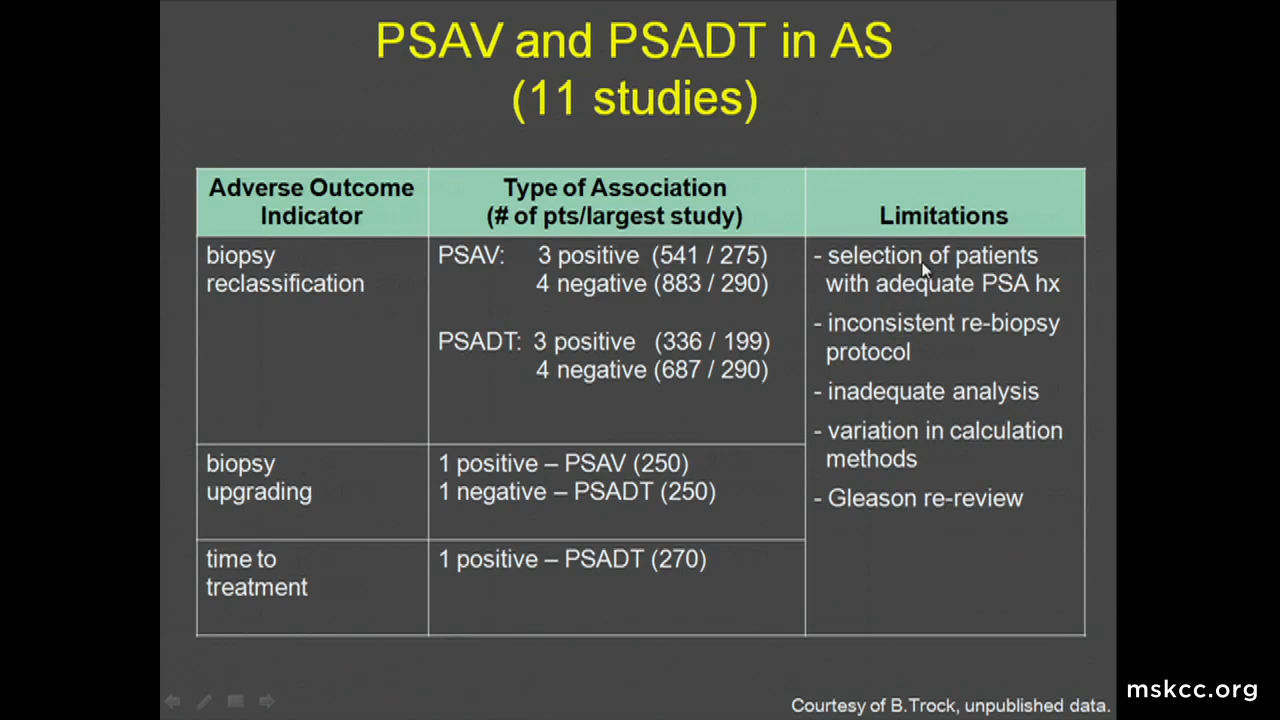 PSAV and PSADT in AS
(11 studies)
Adverse Outcome
Indicator
Type of Association
(# of pts/largest study)
Limitations
biopsy
reclassification
PSAV: 3 positive (541 / 275)
4 negative (883 / 290)
PSADT: 3 positive (336 / 199)
4 negative (687 / 290)
- selection of patients
with adequate PSA hx
- inconsistent re-biopsy
protocol
- inadequate analysis
- variation in calculation
methods
- Gleason re-review
biopsy
upgrading
1 positive – PSAV (250)
1 negative – PSADT (250)
time to
treatment
1 positive – PSADT (270)
Courtesy of B.Trock, unpublished data.
mskcc.org